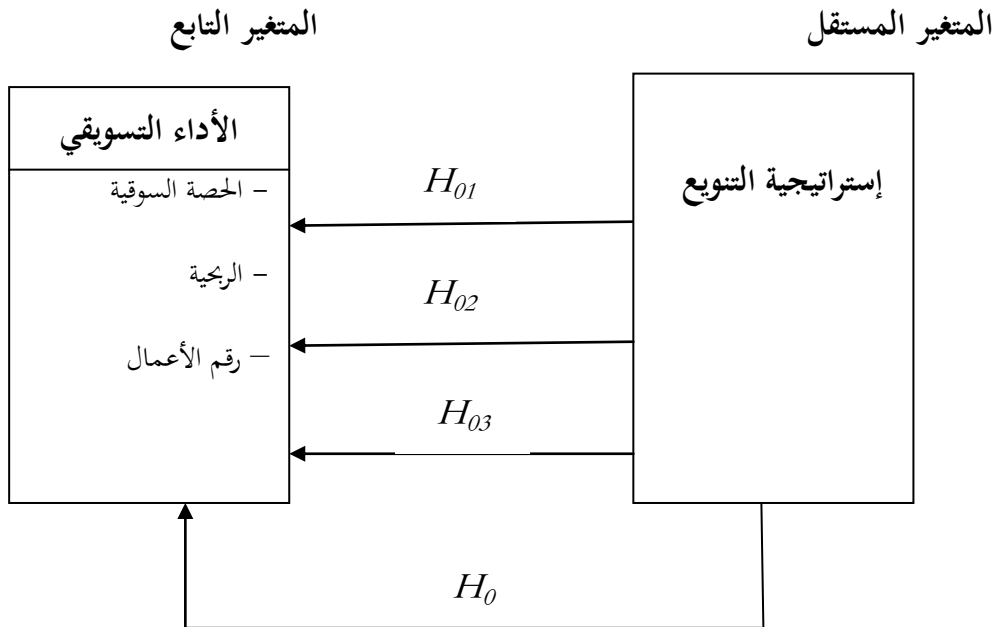 المتغير المستقل
المتغير التابع
إستراتيجية التنويع
الأداء التسويقي
- الحصة السوقية
- الربحية
– رقم الأعمال
H01
H02
H03
H0